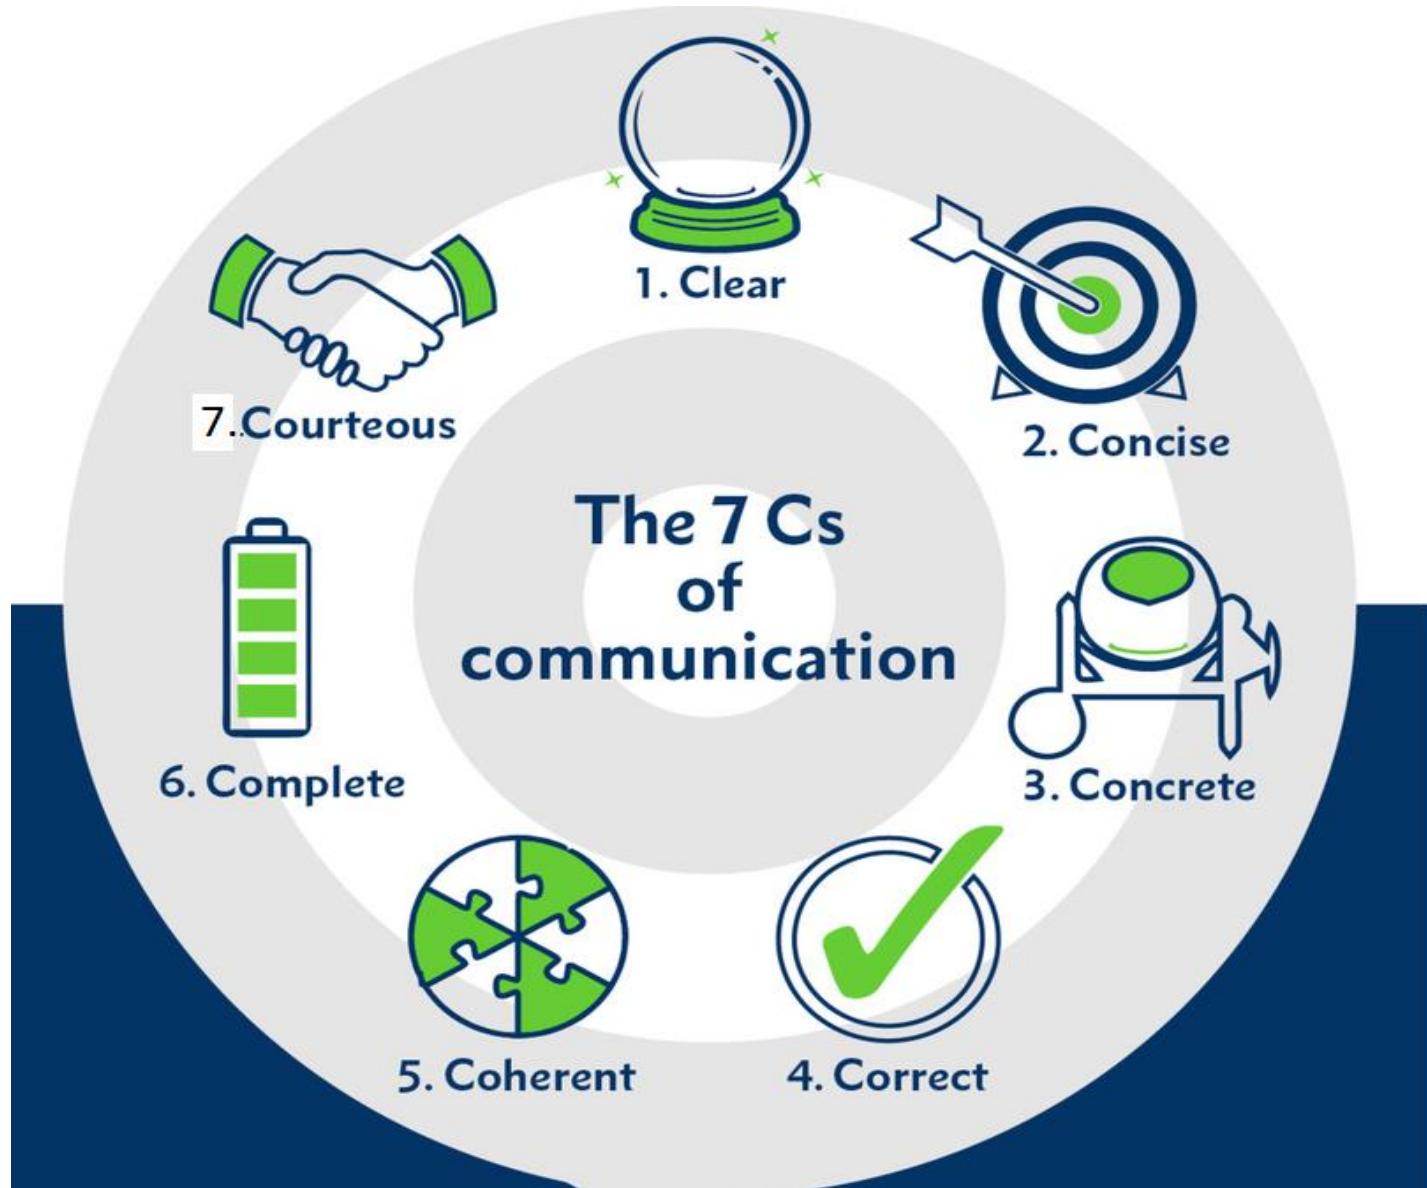 1. Clear
2. Concise
3. Concrete
4. Correct
5. Coherent
6. Complete
7..Courteous
The 7 Cs
of
communication